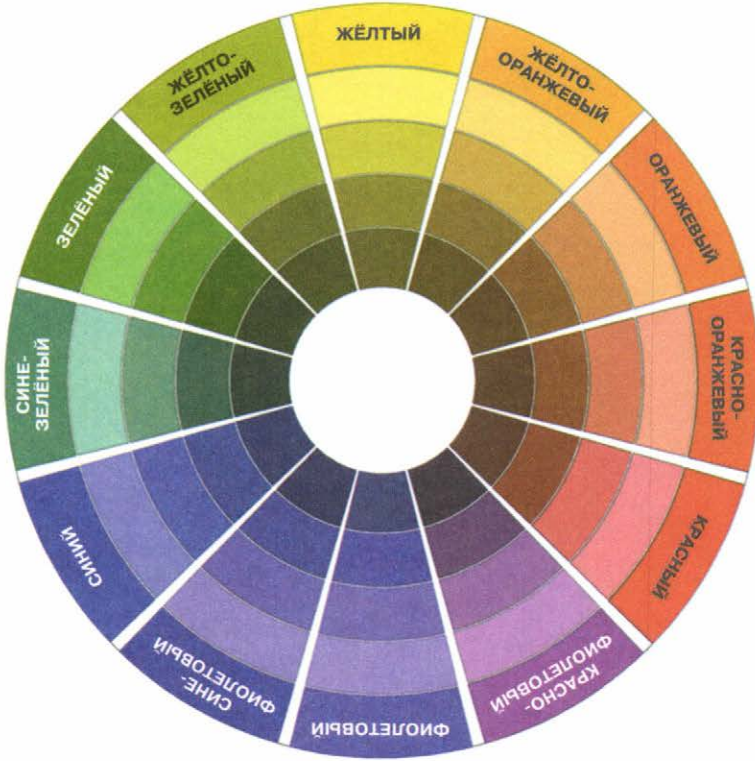 ЖЁЛТЫЙ
ЖЁЛТО-
ОРАНЖЕВЫЙ
ОРАНЖЕВЫЙ
КРАСНО-
ОРАНЖЕВЫЙ
КРАСНЫЙ
КРАСНО-
ФИОЛЕТОВЫЙ
ФИОЛЕТОВЫЙ
СИНЕ-
ФИОЛЕТОВЫЙ
СИНИЙ
СИНЕ-
ЗЕЛЁНЫЙ
ЗЕЛЁНЫЙ
ЖЁЛТО-
ЗЕЛЁНЫЙ